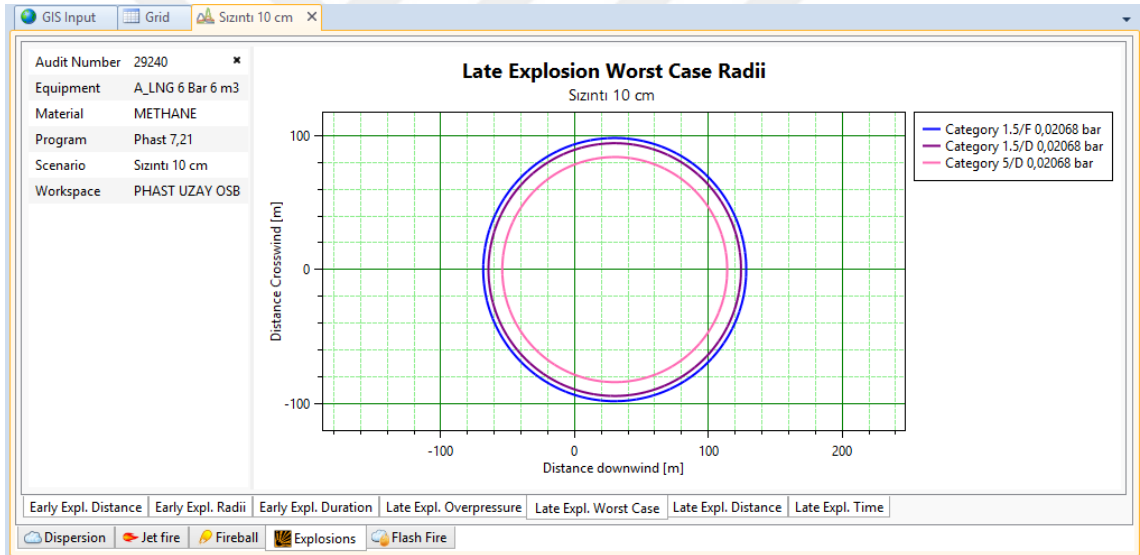 GIS Input
Grid
Sızıntı 10 cm
Audit Number 29240
Equipment A_LNG 6 Bar 6 m3
Material METHANE
Program Phast 7,21
Scenario Sızıntı 10 cm
Workspace PHAST UZAY OSB
Late Explosion Worst Case Radii
Sızıntı 10 cm
Category 1.5/F 0,02068 bar
Category 1.5/D 0,02068 bar
Category 5/D 0,02068 bar
Distance Crosswind [m]
100
0
-100
-100 0 100 200
Distance downwind [m]
Early Expl. Distance Early Expl. Radii Early Expl. Duration Late Expl. Overpressure Late Expl. Worst Case Late Expl. Distance Late Expl. Time
Dispersion Jet fire Fireball Explosions Flash Fire